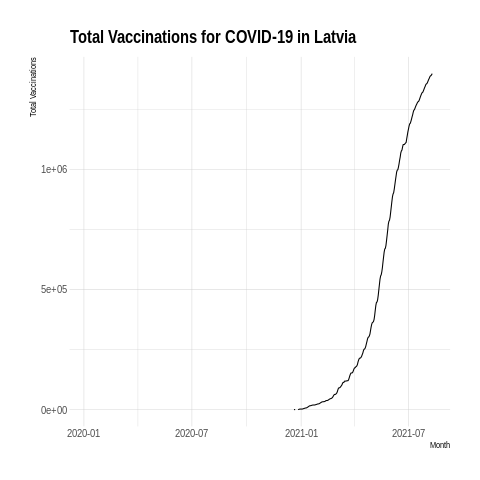 Total Vaccinations for COVID-19 in Latvia
Total Vaccinations
1e+06
5e+05
0e+00
2020-01 2020-07 2021-01 2021-07
Month